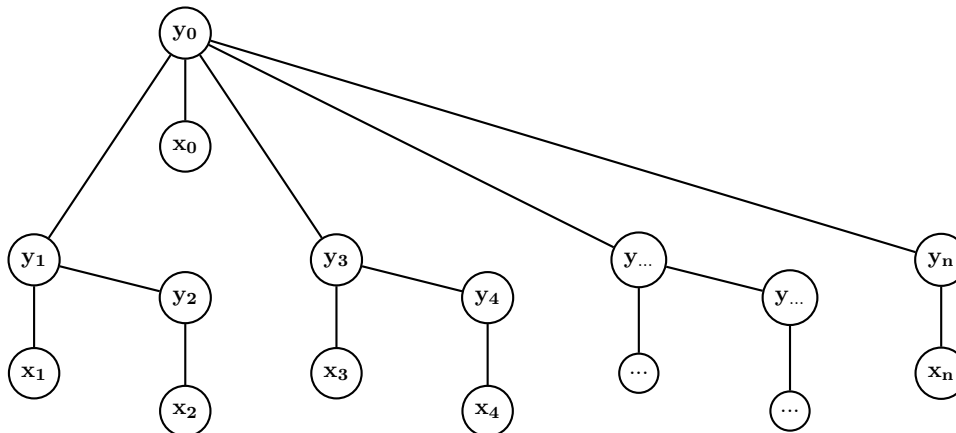 y₀
x₀
y₁ y₃ y... yₙ
y₂ y₄ y...
x₁ x₃ ... xₙ
x₂ x₄ ...